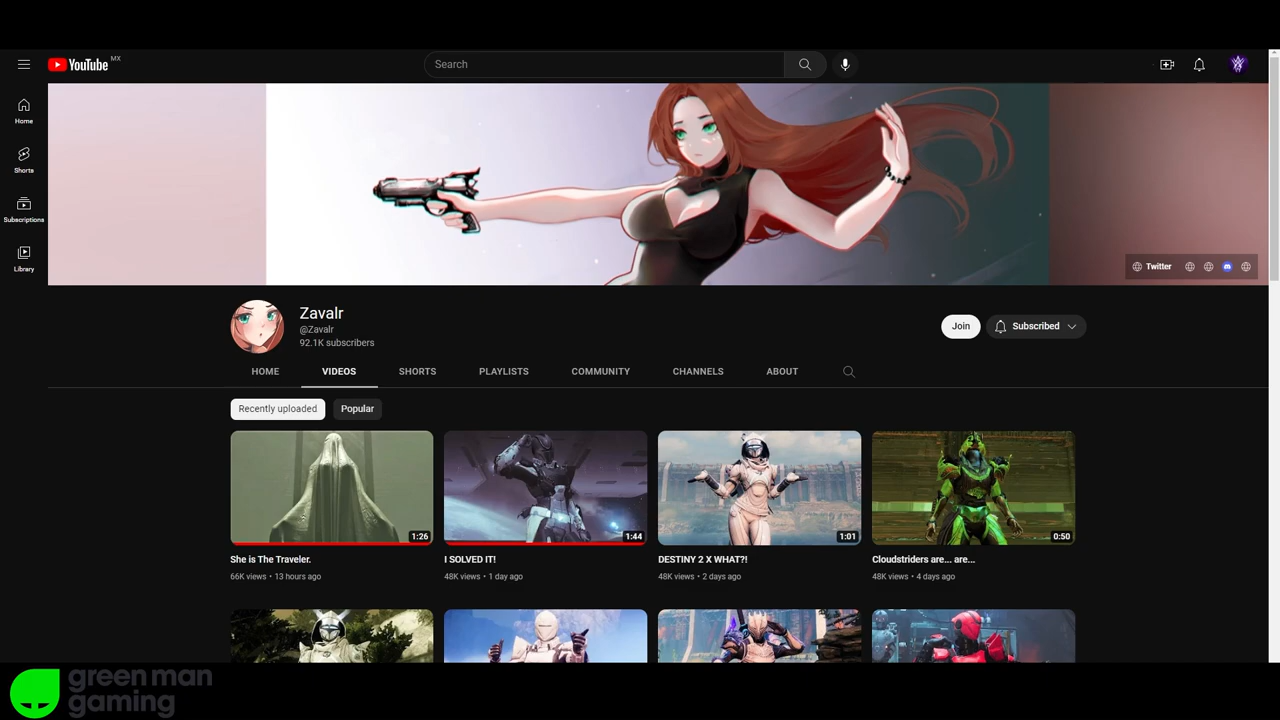 YouTube MX
Search
Home
Shorts
Subscriptions
Library
Twitter
Zavalr
@Zavalr
92.1K subscribers
Join
Subscribed
HOME VIDEOS SHORTS PLAYLISTS COMMUNITY CHANNELS ABOUT
Recently uploaded Popular
1:26 1:44 1:01 0:50
She is The Traveler. I SOLVED IT! DESTINY 2 X WHAT?! Cloudstriders are... are...
66K views • 13 hours ago 48K views • 1 day ago 48K views • 2 days ago 48K views • 4 days ago
green man
gaming